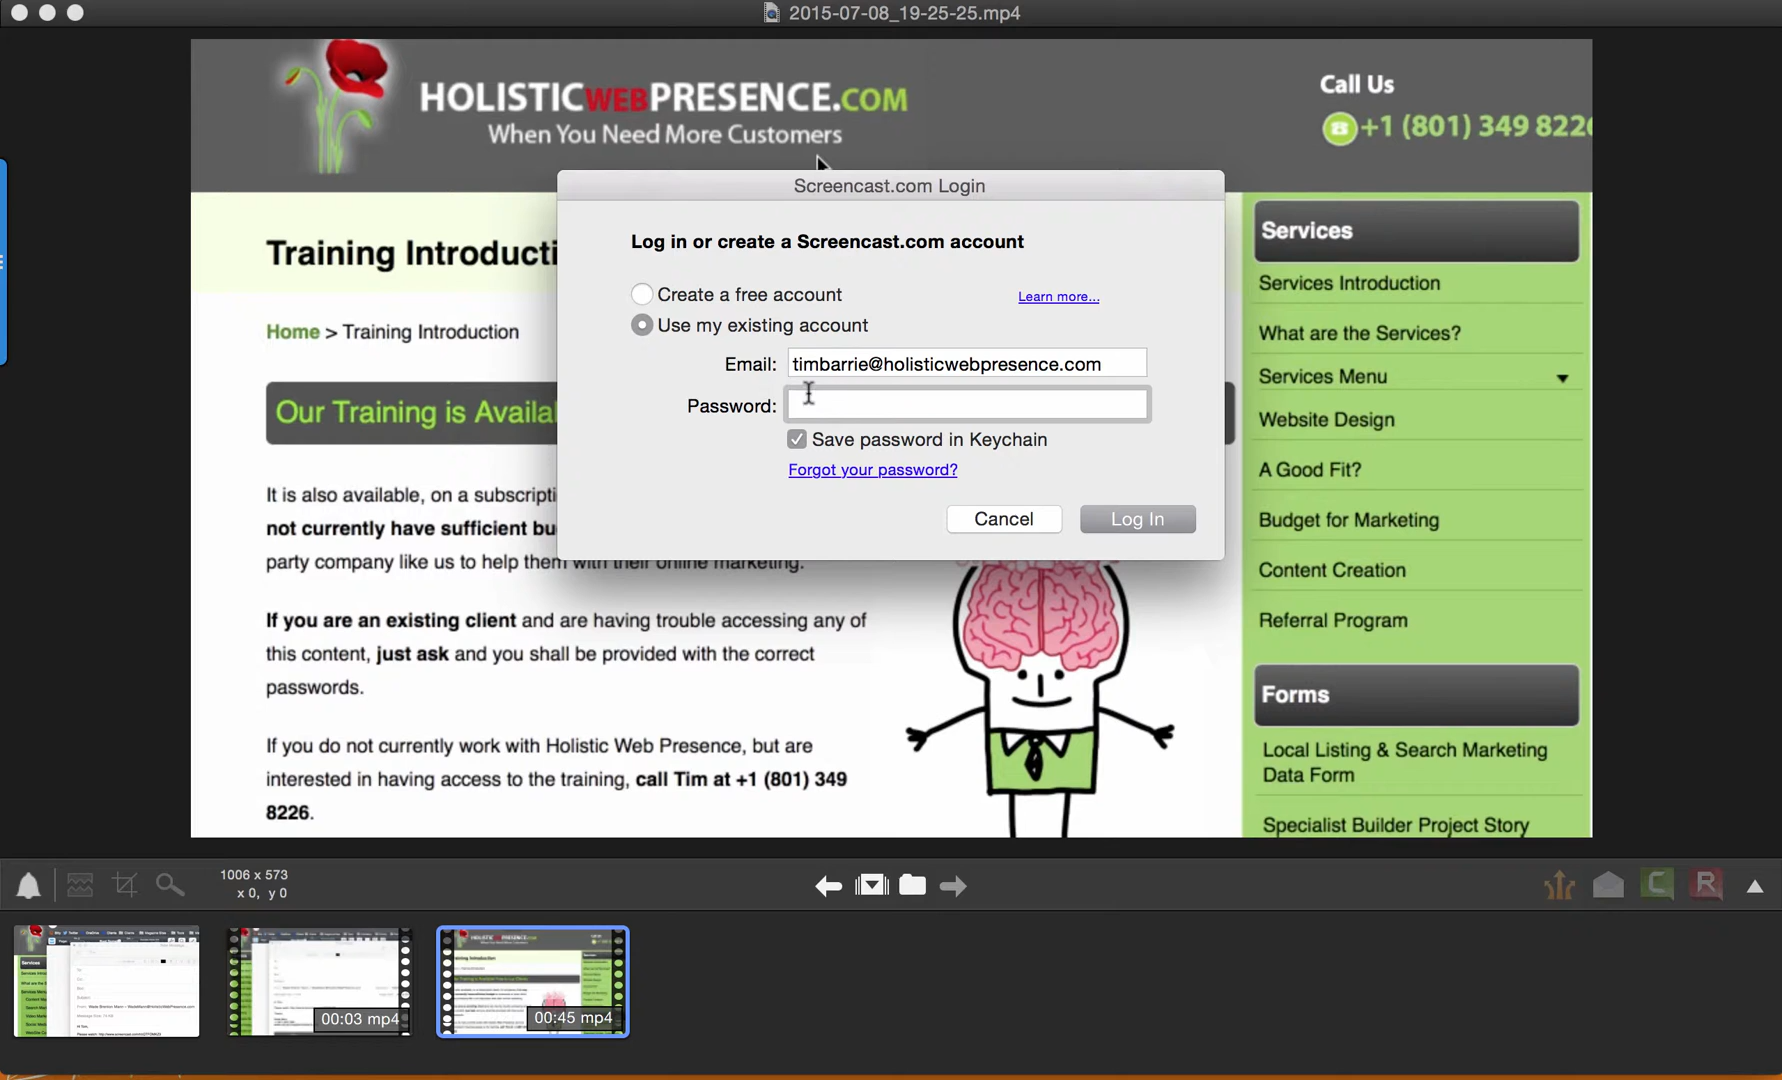 2015-07-08_19-25-25.mp4
HOLISTICWEBPRESENCE.COM
When You Need More Customers
Call Us
+1 (801) 349 8226
Screencast.com Login
Log in or create a Screencast.com account
Create a free account
Learn more...
Use my existing account
Email: timbarrie@holisticwebpresence.com
Password:
Save password in Keychain
Forgot your password?
Cancel
Log In
Training Introducti
Home > Training Introduction
Our Training is Availa
It is also available, on a subscripti
not currently have sufficient bu
party company like us to help them with their online marketing.
If you are an existing client and are having trouble accessing any of
this content, just ask and you shall be provided with the correct
passwords.
If you do not currently work with Holistic Web Presence, but are
interested in having access to the training, call Tim at +1 (801) 349
8226.
Services
Services Introduction
What are the Services?
Services Menu
Website Design
A Good Fit?
Budget for Marketing
Content Creation
Referral Program
Forms
Local Listing & Search Marketing
Data Form
Specialist Builder Project Story
1006 x 573
x 0, y 0
C
R
00:03 mp4
00:45 mp4